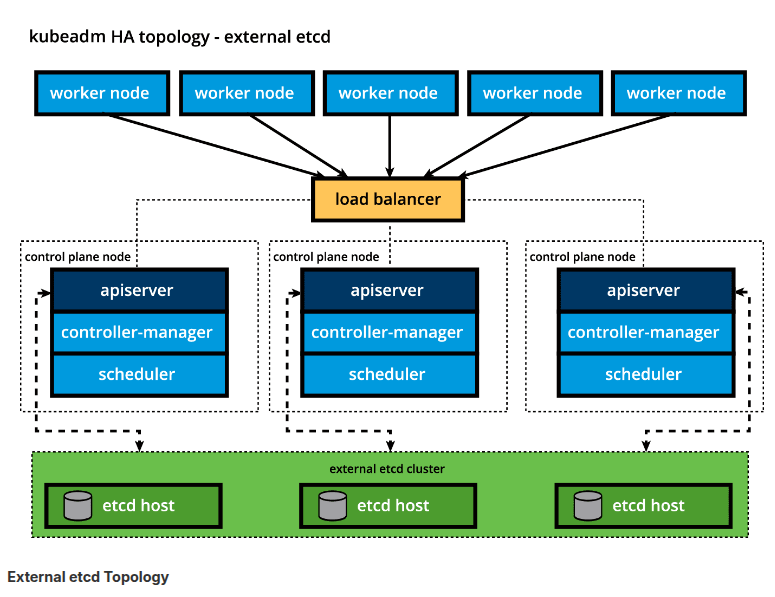 kubeadm HA topology - external etcd
worker node
worker node
worker node
worker node
worker node
load balancer
control plane node
apiserver
controller-manager
scheduler
control plane node
apiserver
controller-manager
scheduler
control plane node
apiserver
controller-manager
scheduler
external etcd cluster
etcd host
etcd host
etcd host
External etcd Topology